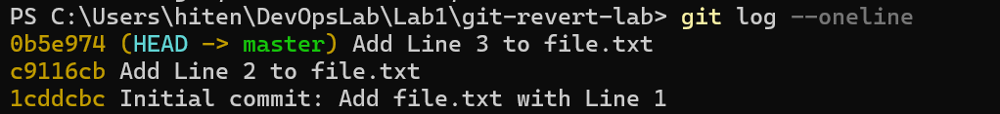 PS C:\Users\hiten\DevOpsLab\Lab1\git-revert-lab> git log --oneline
0b5e974 (HEAD -> master) Add Line 3 to file.txt
c9116cb Add Line 2 to file.txt
1cddcbc Initial commit: Add file.txt with Line 1